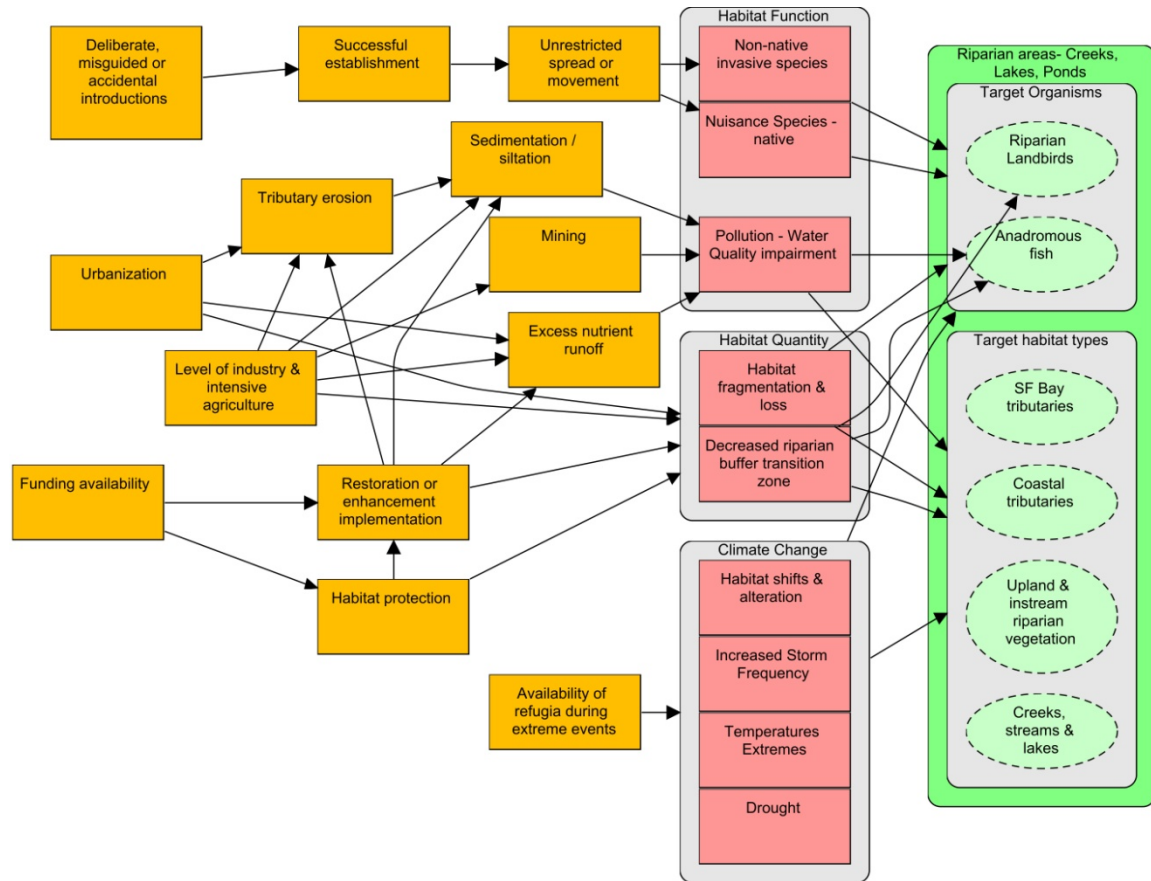 Habitat Function
Deliberate,
misguided or
accidental
introductions
Successful
establishment
Unrestricted
spread or
movement
Non-native
invasive species
Nuisance Species -
native
Sedimentation /
siltation
Tributary erosion
Mining
Pollution - Water
Quality impairment
Urbanization
Excess nutrient
runoff
Level of industry &
intensive
agriculture
Habitat Quantity
Habitat
fragmentation &
loss
Decreased riparian
buffer transition
zone
Funding availability
Restoration or
enhancement
implementation
Habitat protection
Climate Change
Habitat shifts &
alteration
Increased Storm
Frequency
Temperatures
Extremes
Drought
Availability of
refugia during
extreme events
Riparian areas- Creeks,
Lakes, Ponds
Target Organisms
Riparian
Landbirds
Anadromous
fish
Target habitat types
SF Bay
tributaries
Coastal
tributaries
Upland &
instream
riparian
vegetation
Creeks,
streams &
lakes